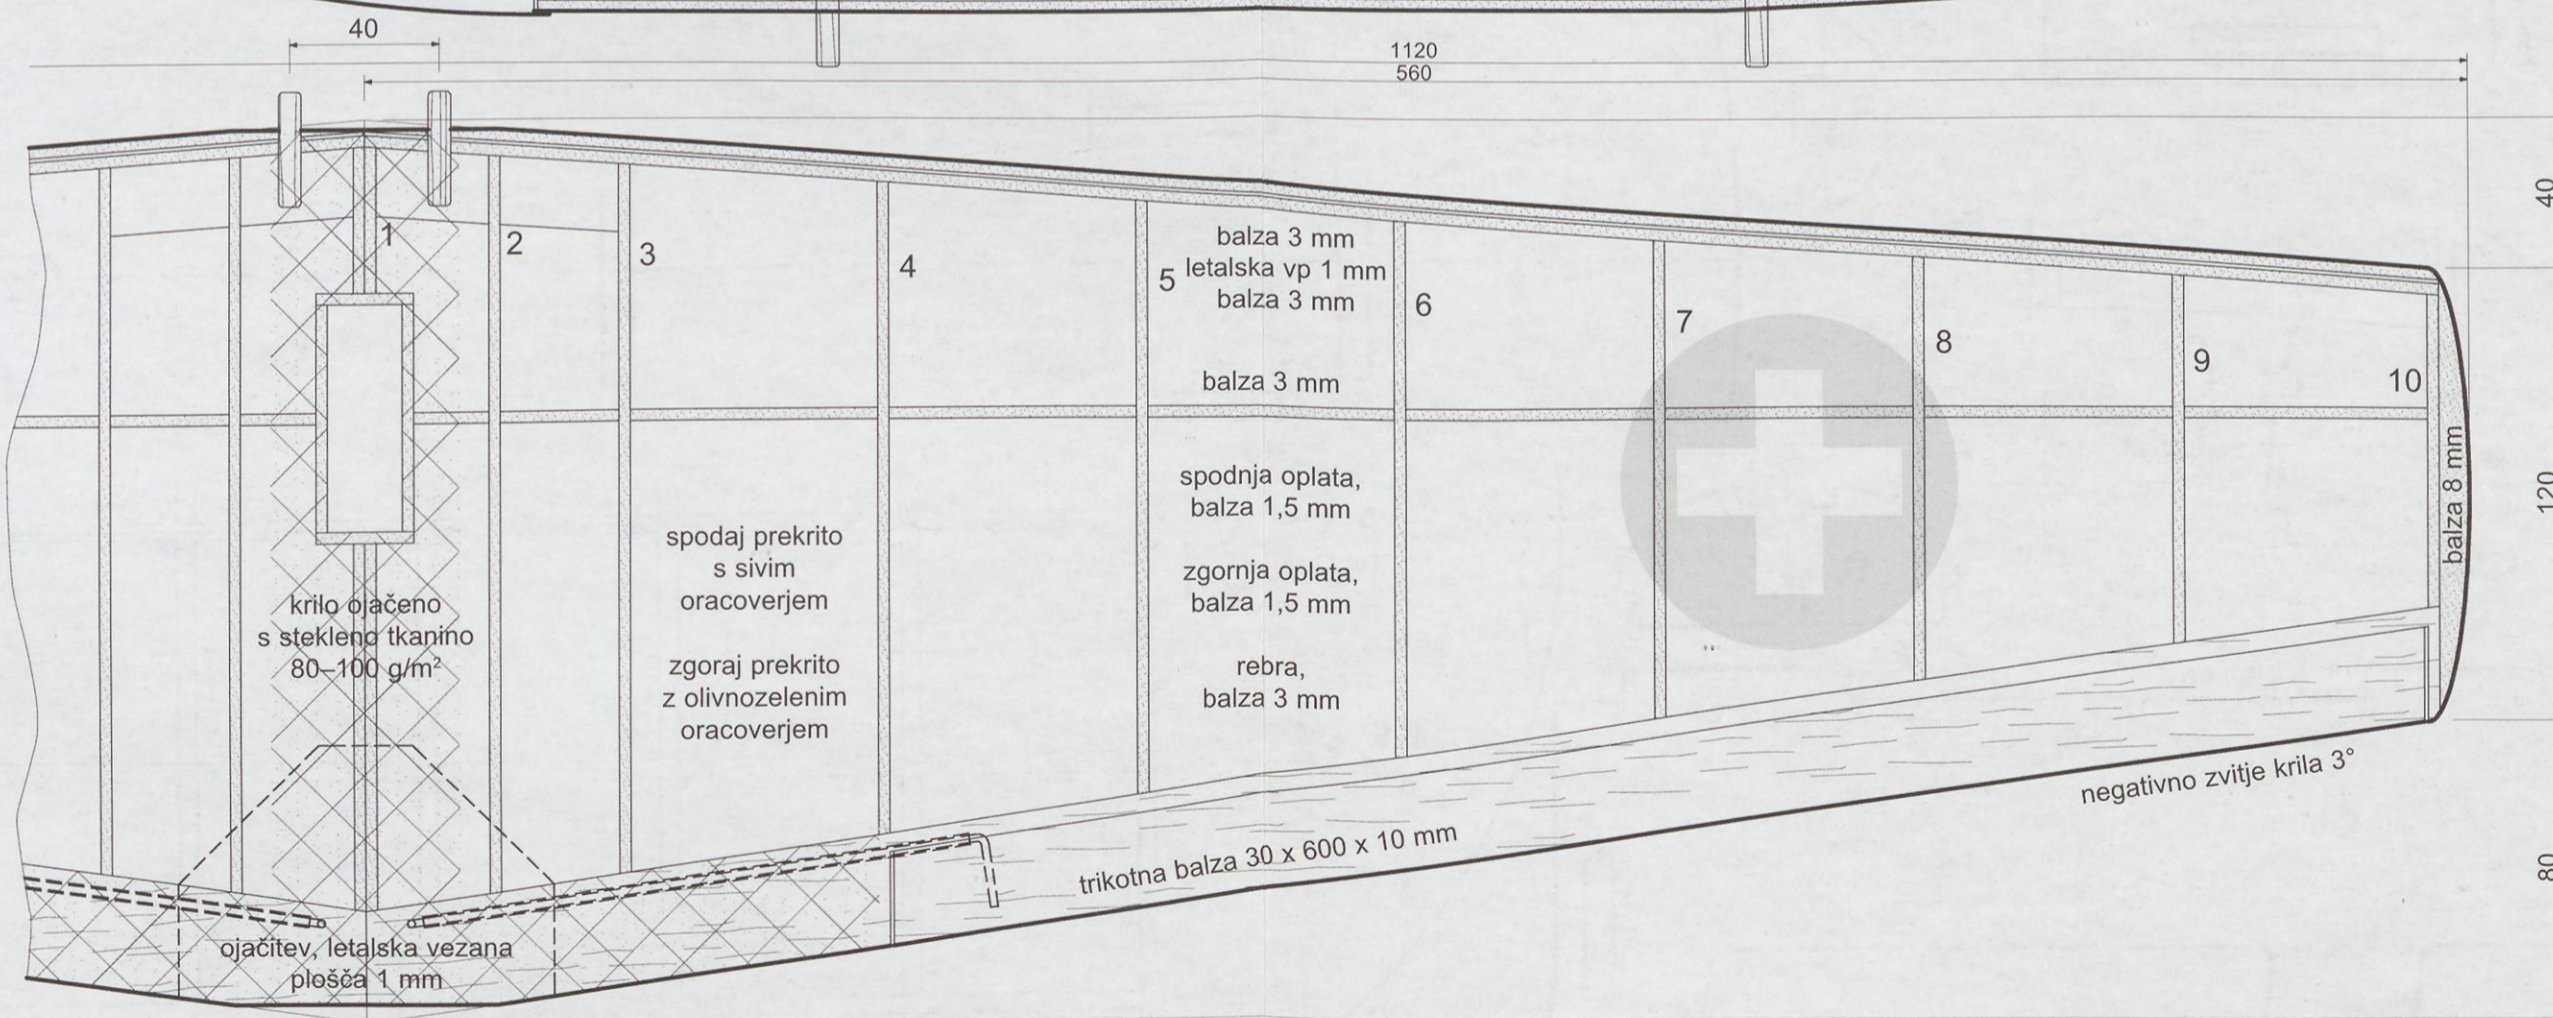 40
1120
560
1
2
3
4
5
6
7
8
9
10
balza 3 mm
letalska vp 1 mm
balza 3 mm
balza 3 mm
spodnja oplata,
balza 1,5 mm
zgornja oplata,
balza 1,5 mm
rebra,
balza 3 mm
spodaj prekrito
s sivim
oracoverjem
zgoraj prekrito
z olivnozelenim
oracoverjem
krilo ojačeno
s stekleno tkanino
80–100 g/m²
ojačitev, letalska vezana
plošča 1 mm
trikotna balza 30 x 600 x 10 mm
negativno zvitje krila 3°
balza 8 mm
40
120
80